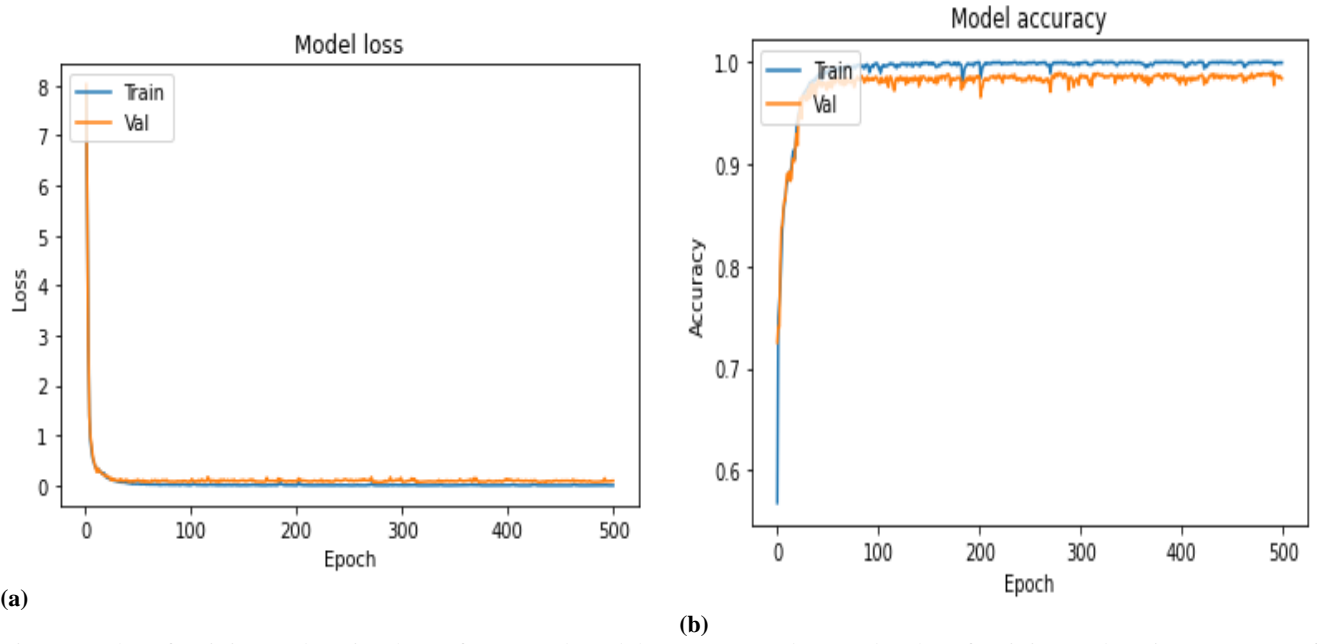 Model loss
Train
Val
8
7
6
5
4
3
2
1
0
Loss
0 100 200 300 400 500
Epoch
(a)
Model accuracy
Train
Val
1.0
0.9
0.8
0.7
0.6
Accuracy
0 100 200 300 400 500
Epoch
(b)